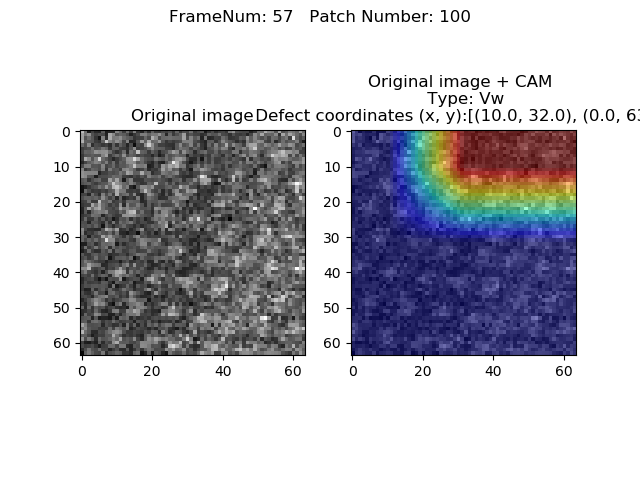 FrameNum: 57   Patch Number: 100
Original image + CAM
Type: Vw
Original image
Defect coordinates (x, y):[(10.0, 32.0), (0.0, 63
0
10
20
30
40
50
60
0 20 40 60
0
10
20
30
40
50
60
0 20 40 60